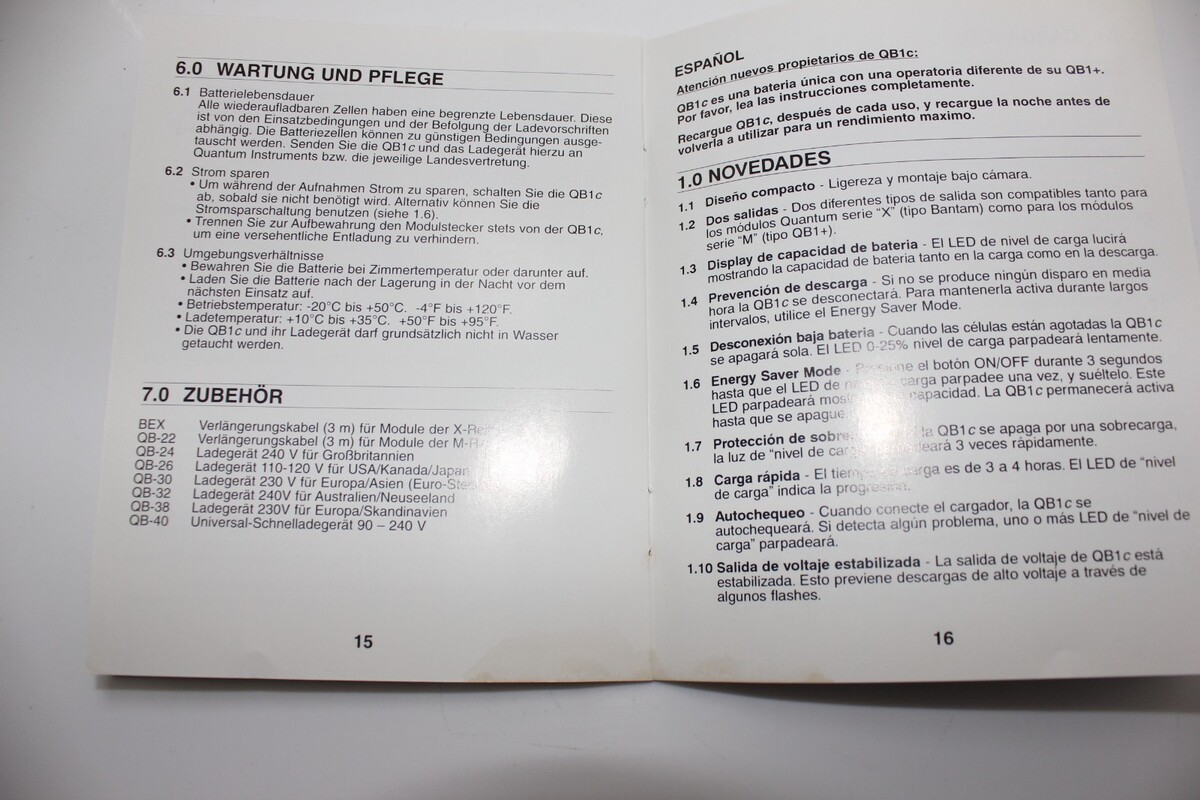 6.0 WARTUNG UND PFLEGE
6.1 Batterielebensdauer
Alle wiederaufladbaren Zellen haben eine begrenzte Lebensdauer. Diese
ist von den Einsatzbedingungen und der Befolgung der Ladevorschriften
abhängig. Die Batteriezellen können zu günstigen Bedingungen ausge-
tauscht werden. Senden Sie die QB1c und das Ladegerät hierzu an
Quantum Instruments bzw. die jeweilige Landesvertretung.
6.2 Strom sparen
• Um während der Aufnahmen Strom zu sparen, schalten Sie die QB1c
ab, sobald sie nicht benötigt wird. Alternativ können Sie die
Stromsparschaltung benutzen (siehe 1.6).
• Trennen Sie zur Aufbewahrung den Modulstecker stets von der QB1c,
um eine versehentliche Entladung zu verhindern.
6.3 Umgebungsverhältnisse
• Bewahren Sie die Batterie bei Zimmertemperatur oder darunter auf.
• Laden Sie die Batterie nach der Lagerung in der Nacht vor dem
nächsten Einsatz auf.
• Betriebstemperatur: -20°C bis +50°C. -4°F bis +120°F.
• Ladetemperatur: +10°C bis +35°C. +50°F bis +95°F.
• Die QB1c und ihr Ladegerät darf grundsätzlich nicht in Wasser
getaucht werden.
7.0 ZUBEHÖR
BEX Verlängerungskabel (3 m) für Module der
QB-22 Verlängerungskabel (3 m) für Module der
QB-24 Ladegerät 240 V für Großbritannien
QB-26 Ladegerät 110-120 V für USA/Kanada/Japan
QB-30 Ladegerät 230 V für Europa/Asien
QB-32 Ladegerät 240V für Australien/Neuseeland
QB-38 Ladegerät 230V für Europa/Skandinavien
QB-40 Universal-Schnelladegerät 90 – 240 V
15
ESPAÑOL
Atención nuevos propietarios de QB1c:
QB1c es una bateria única con una operatoria diferente de su QB1+.
Por favor, lea las instrucciones completamente.
Recargue QB1c, después de cada uso, y recargue la noche antes de
volverla a utilizar para un rendimiento maximo.
1.0 NOVEDADES
1.1 Diseño compacto - Ligereza y montaje bajo cámara.
1.2 Dos salidas - Dos diferentes tipos de salida son compatibles tanto para
los módulos Quantum serie “X” (tipo Bantam) como para los módulos
serie “M” (tipo QB1+).
1.3 Display de capacidad de bateria - El LED de nivel de carga lucirá
mostrando la capacidad de bateria tanto en la carga como en la descarga.
1.4 Prevención de descarga - Si no se produce ningún disparo en media
hora la QB1c se desconectará. Para mantenerla activa durante largos
intervalos, utilice el Energy Saver Mode.
1.5 Desconexión baja bateria - Cuando las células están agotadas la QB1c
se apagará sola. El LED 0-25% nivel de carga parpadeará lentamente.
1.6 Energy Saver Mode - el botón ON/OFF durante 3 segundos
hasta que el LED de carga parpadee una vez, y suéltelo. Este
LED parpadeará capacidad. La QB1c permanecerá activa
hasta que se apague.
1.7 Protección de la QB1c se apaga por una sobrecarga,
la luz de “nivel de 3 veces rápidamente.
1.8 Carga rápida - El carga es de 3 a 4 horas. El LED de “nivel
de carga” indica la
1.9 Autochequeo - Cuando conecte el cargador, la QB1c se
autochequeará. Si detecta algún problema, uno o más LED de “nivel de
carga” parpadeará.
1.10 Salida de voltaje estabilizada - La salida de voltaje de QB1c está
estabilizada. Esto previene descargas de alto voltaje a través de
algunos flashes.
16